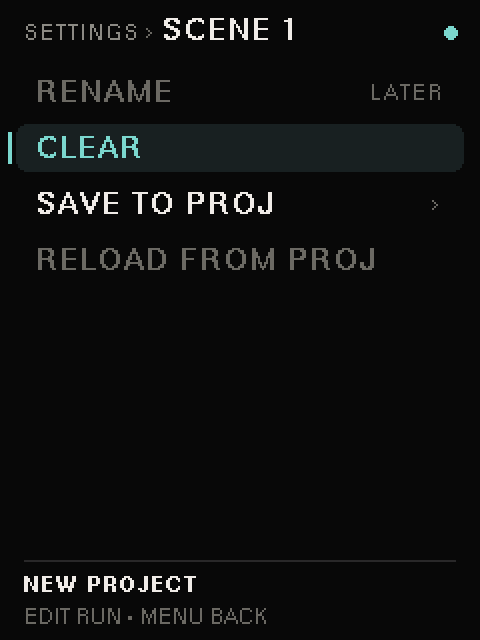 SETTINGS › SCENE 1
RENAME LATER
CLEAR
SAVE TO PROJ ›
RELOAD FROM PROJ
NEW PROJECT
EDIT RUN • MENU BACK